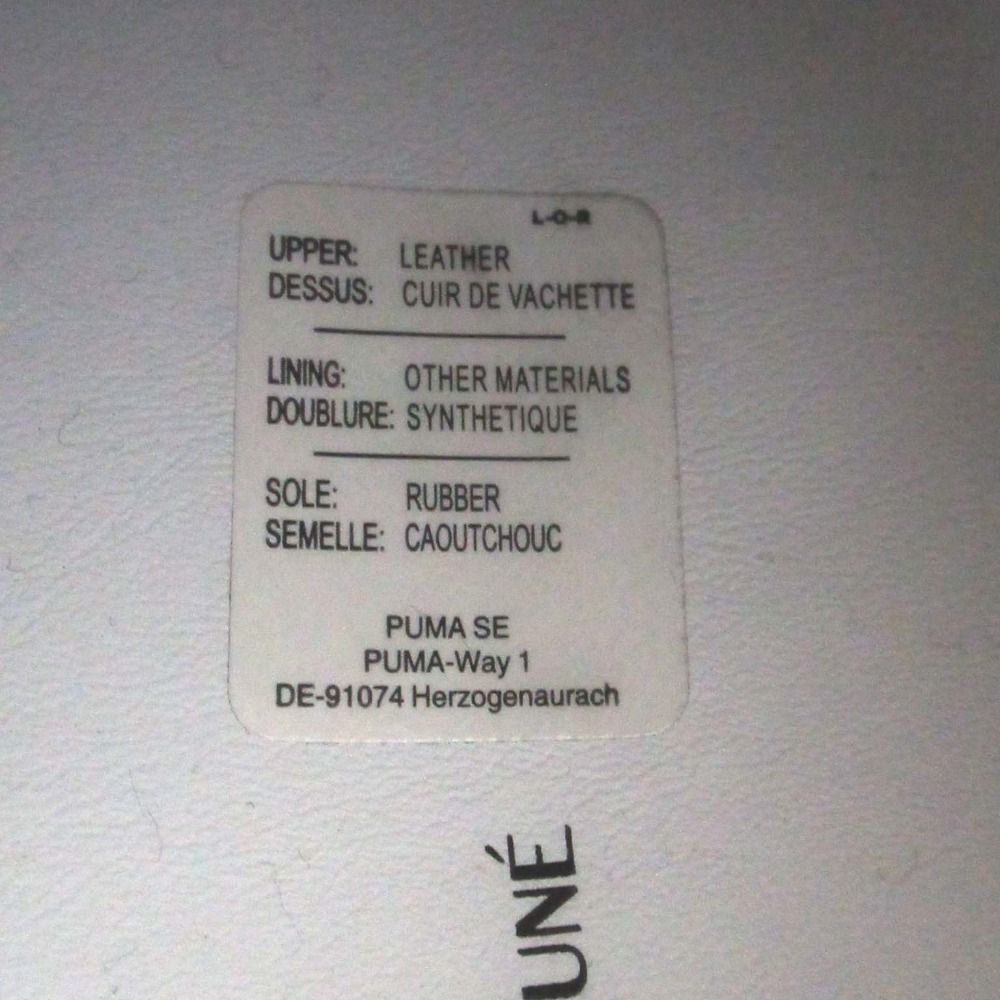 L-O-R
UPPER: LEATHER
DESSUS: CUIR DE VACHETTE
LINING: OTHER MATERIALS
DOUBLURE: SYNTHETIQUE
SOLE: RUBBER
SEMELLE: CAOUTCHOUC
PUMA SE
PUMA-Way 1
DE-91074 Herzogenaurach
UNÉ